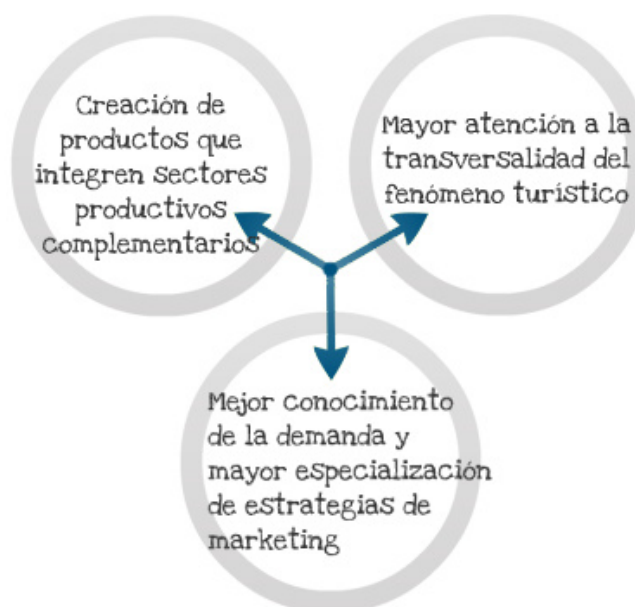 Creación de
productos que
integren sectores
productivos
complementarios
Mayor atención a la
transversalidad del
fenómeno turístico
Mejor conocimiento
de la demanda y
mayor especialización
de estrategias de
marketing